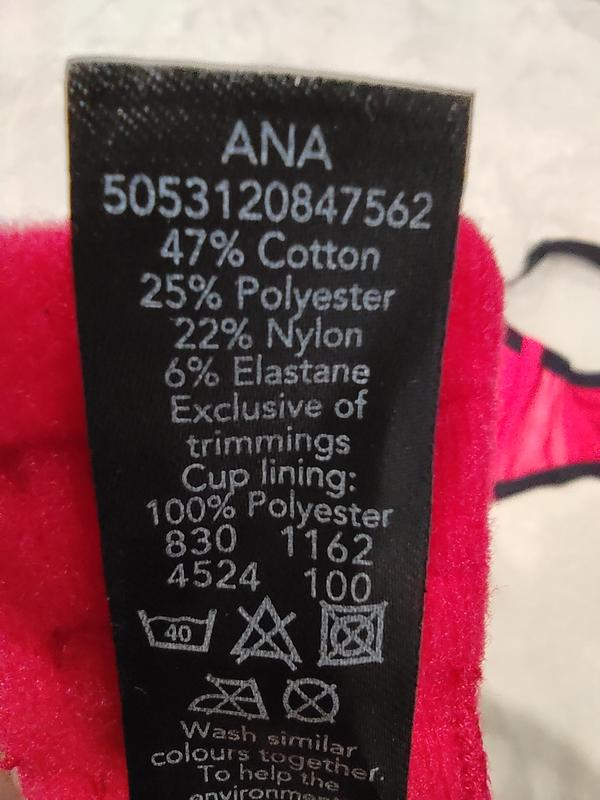 ANA
5053120847562
47% Cotton
25% Polyester
22% Nylon
6% Elastane
Exclusive of
trimmings
Cup lining:
100% Polyester
830 1162
4524 100
40
Wash similar
colours together.
To help the
environment